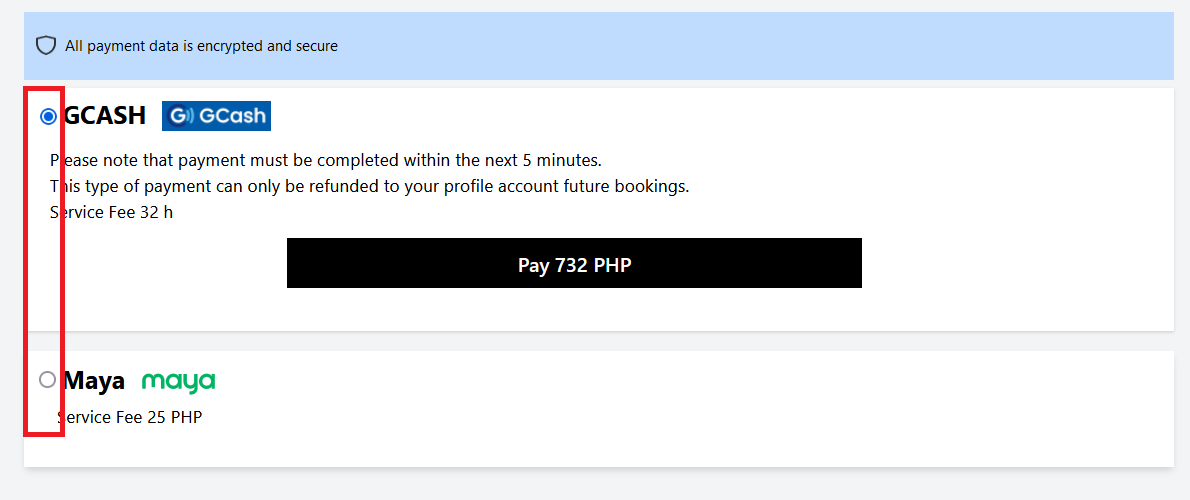 All payment data is encrypted and secure
GCASH GCash
Please note that payment must be completed within the next 5 minutes.
This type of payment can only be refunded to your profile account future bookings.
Service Fee 32 h
Pay 732 PHP
Maya maya
Service Fee 25 PHP